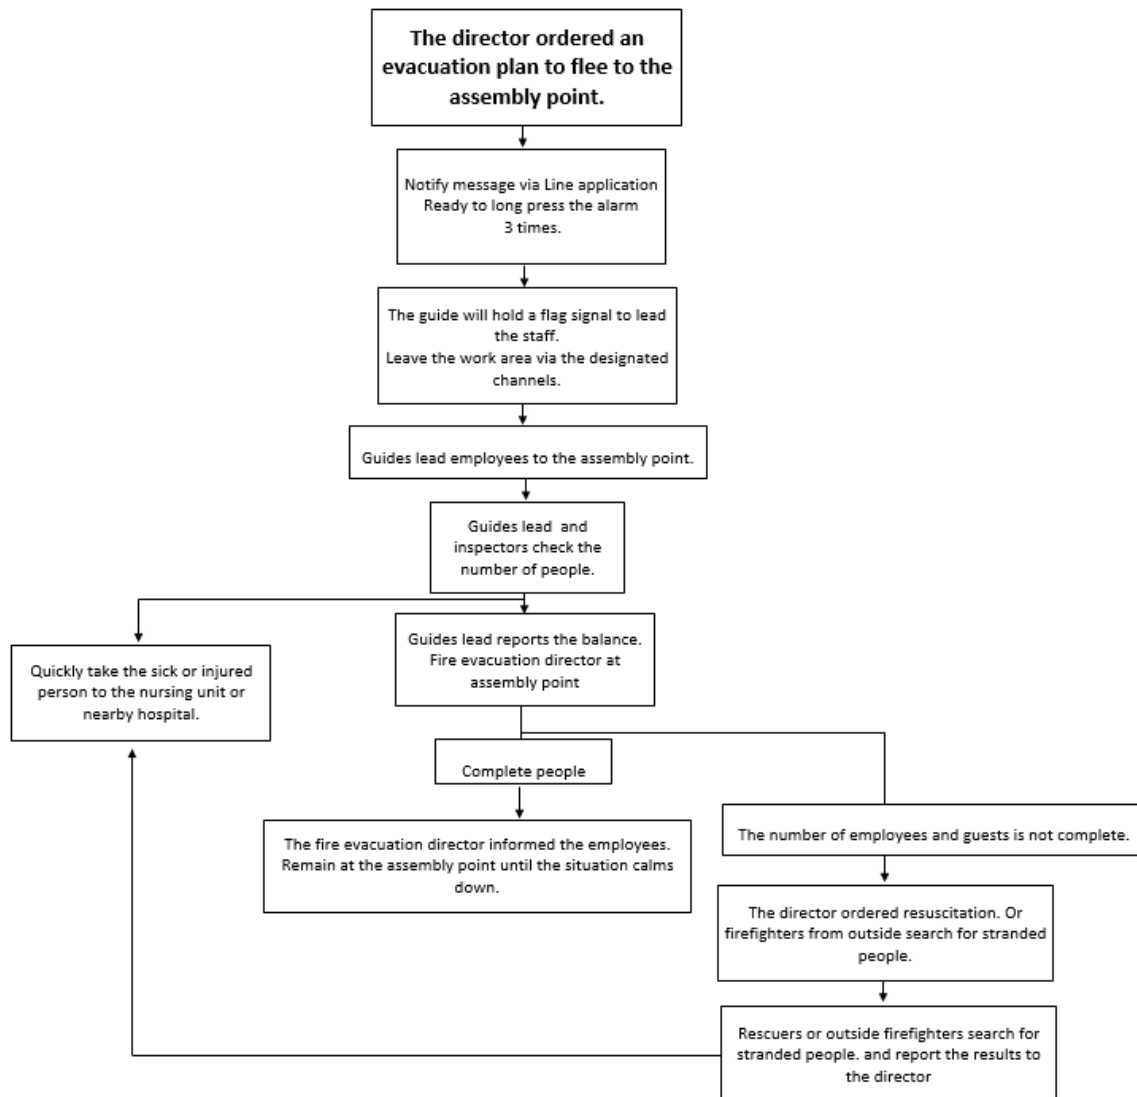 The director ordered an
evacuation plan to flee to the
assembly point.
Notify message via Line application
Ready to long press the alarm
3 times.
The guide will hold a flag signal to lead
the staff.
Leave the work area via the designated
channels.
Guides lead employees to the assembly point.
Guides lead and
inspectors check the
number of people.
Guides lead reports the balance.
Fire evacuation director at
assembly point
Quickly take the sick or injured
person to the nursing unit or
nearby hospital.
Complete people
The fire evacuation director informed the employees.
Remain at the assembly point until the situation calms
down.
The number of employees and guests is not complete.
The director ordered resuscitation. Or
firefighters from outside search for stranded
people.
Rescuers or outside firefighters search for
stranded people. and report the results to
the director